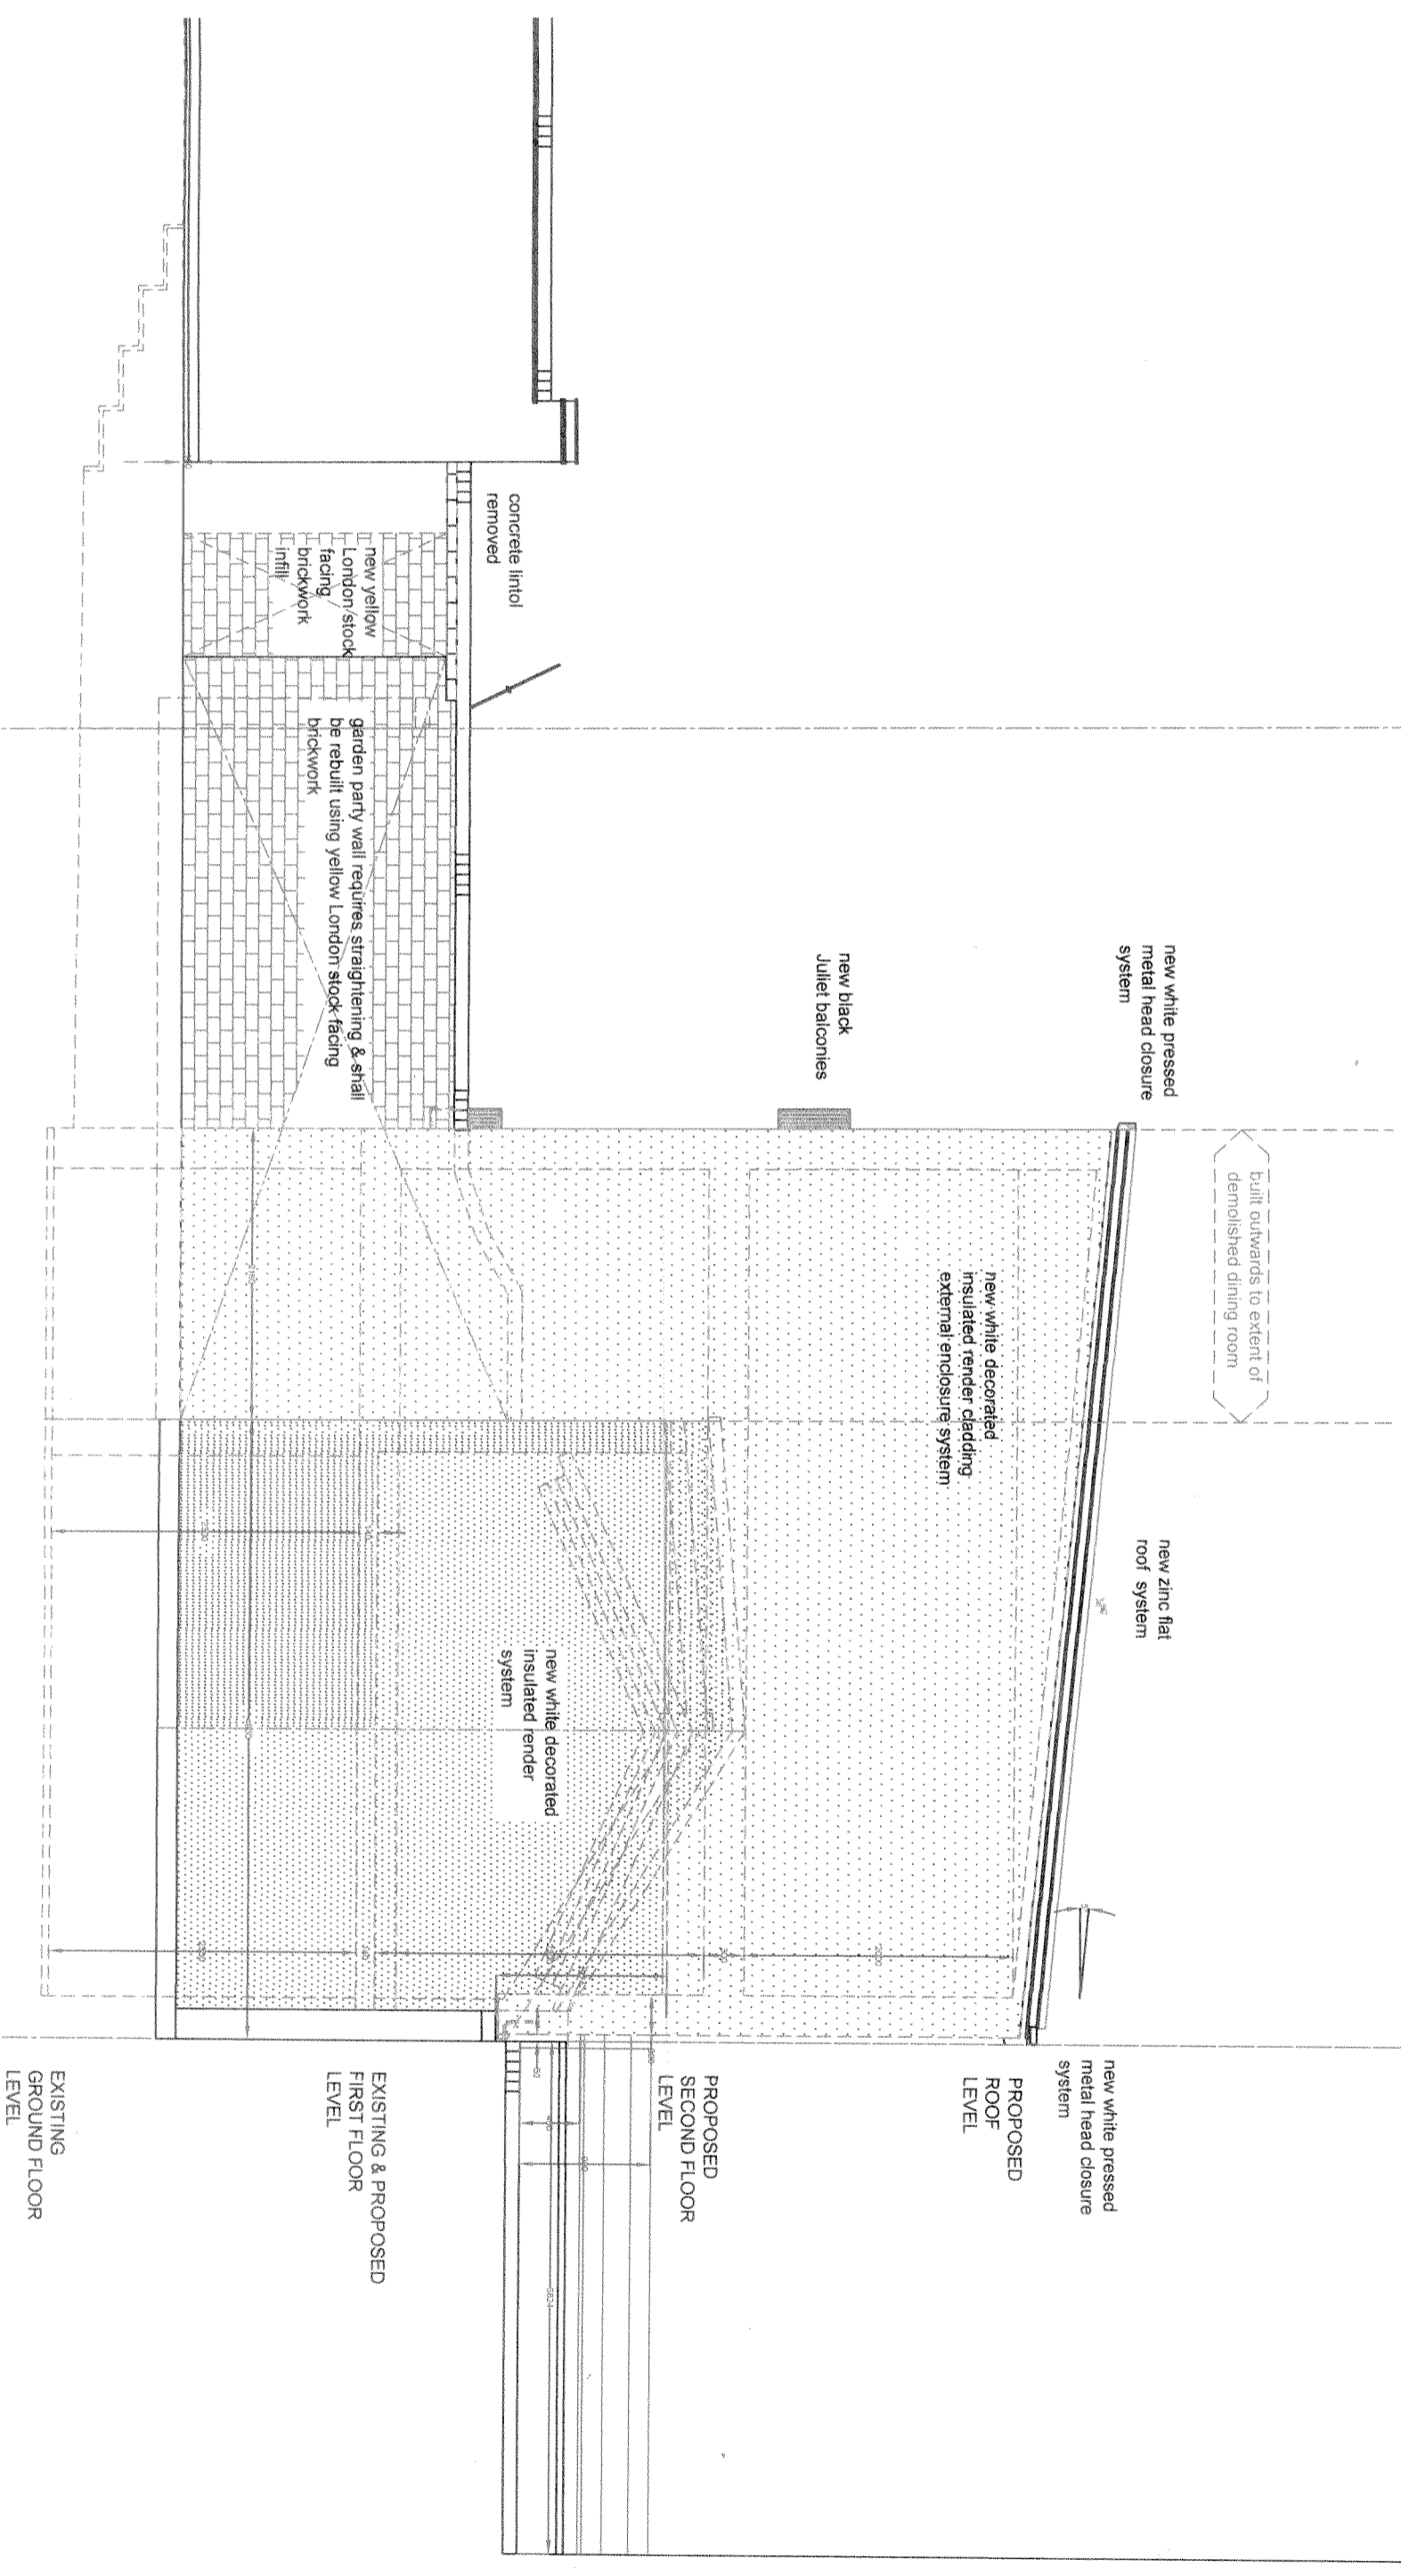 built outwards to extent of
demolished dining room
new white pressed
metal head closure
system
new zinc flat
roof system
new white pressed
metal head closure
system
PROPOSED
ROOF
LEVEL
new white decorated
insulated render cladding
external enclosure system
new black
Juliet balconies
PROPOSED
SECOND FLOOR
LEVEL
concrete lintol
removed
new white decorated
insulated render
system
new yellow
London stock
facing
brickwork
infill
garden party wall requires straightening & shall
be rebuilt using yellow London stock facing
brickwork
EXISTING & PROPOSED
FIRST FLOOR
LEVEL
EXISTING
GROUND FLOOR
LEVEL